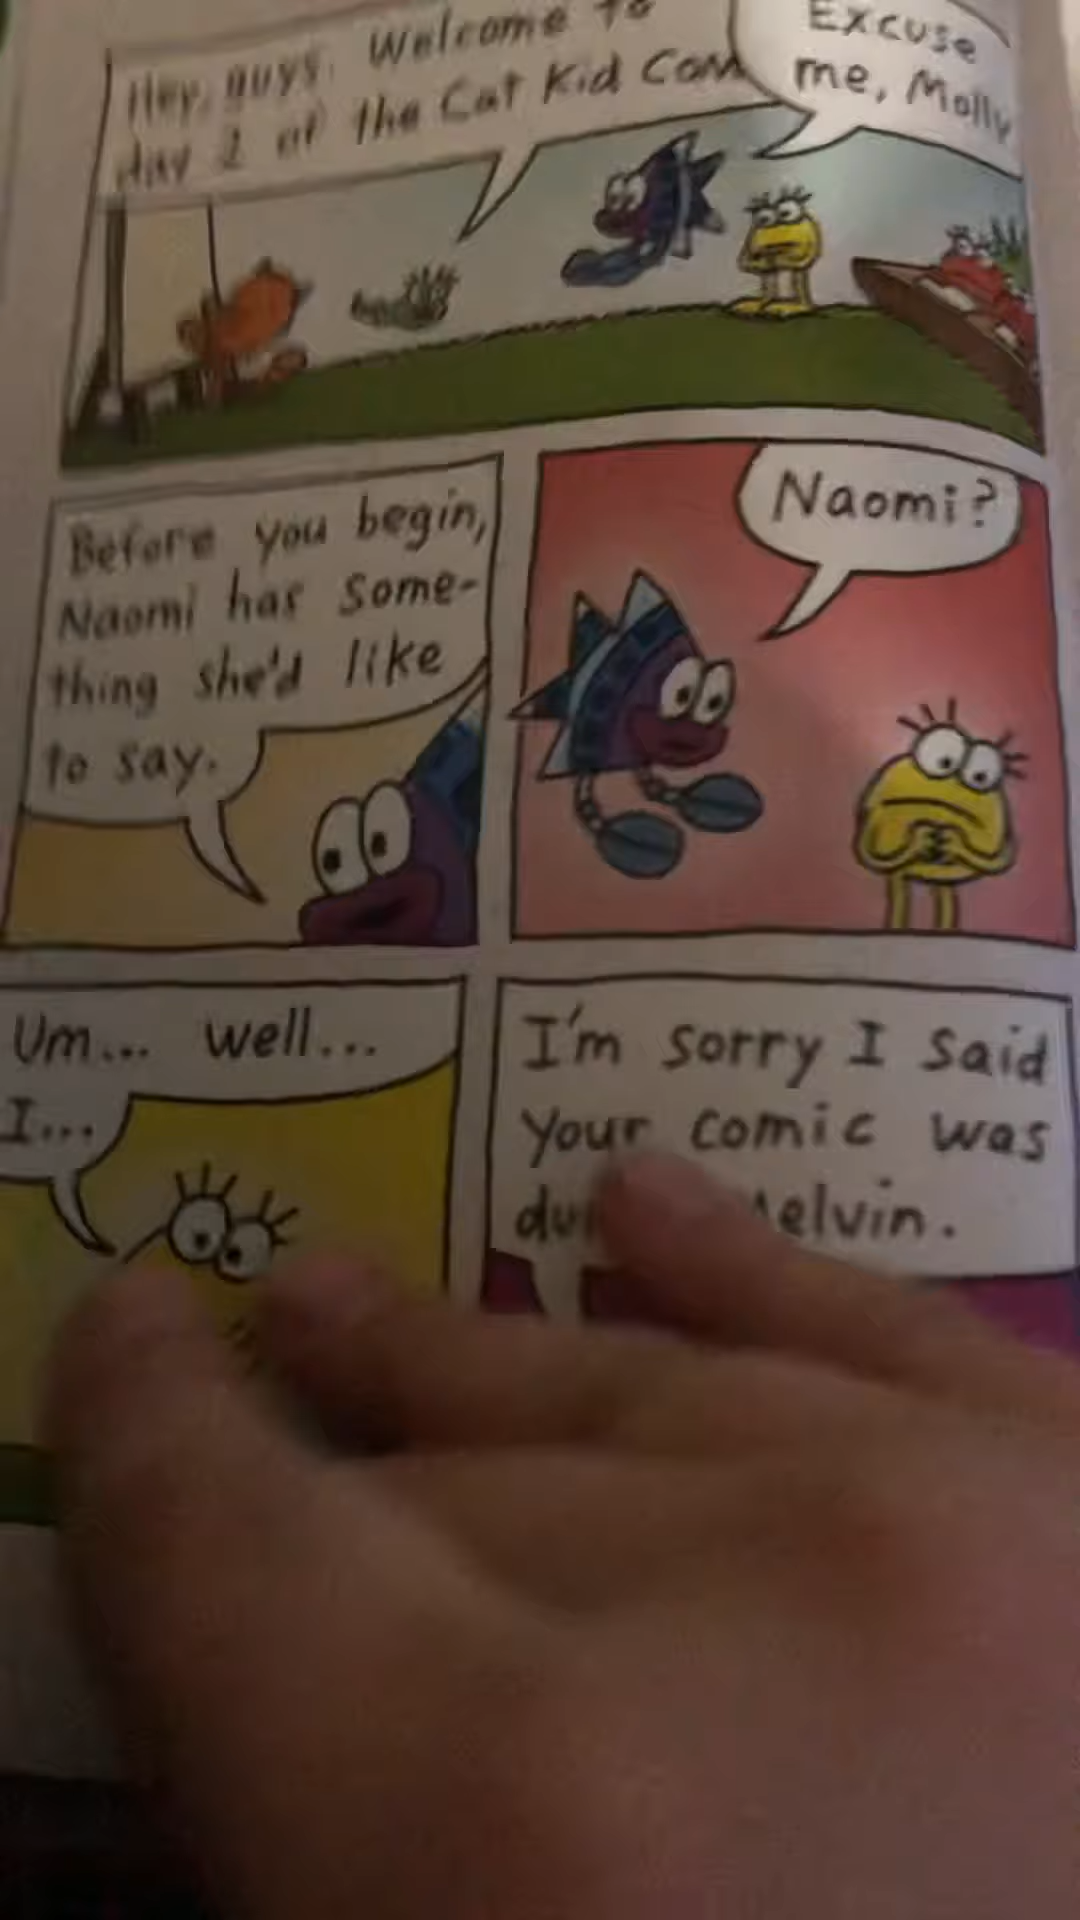 Hey, guys. Welcome to
day 2 of the Cat Kid Com
Excuse
me, Molly
Before you begin,
Naomi has some-
thing she'd like
to say.
Naomi?
Um... well...
I...
I'm sorry I said
your comic was
elvin.